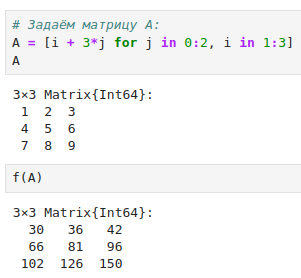 # Задаём матрицу A:
A = [i + 3*j for j in 0:2, i in 1:3]
A
3×3 Matrix{Int64}:
1 2 3
4 5 6
7 8 9
f(A)
3×3 Matrix{Int64}:
30 36 42
66 81 96
102 126 150